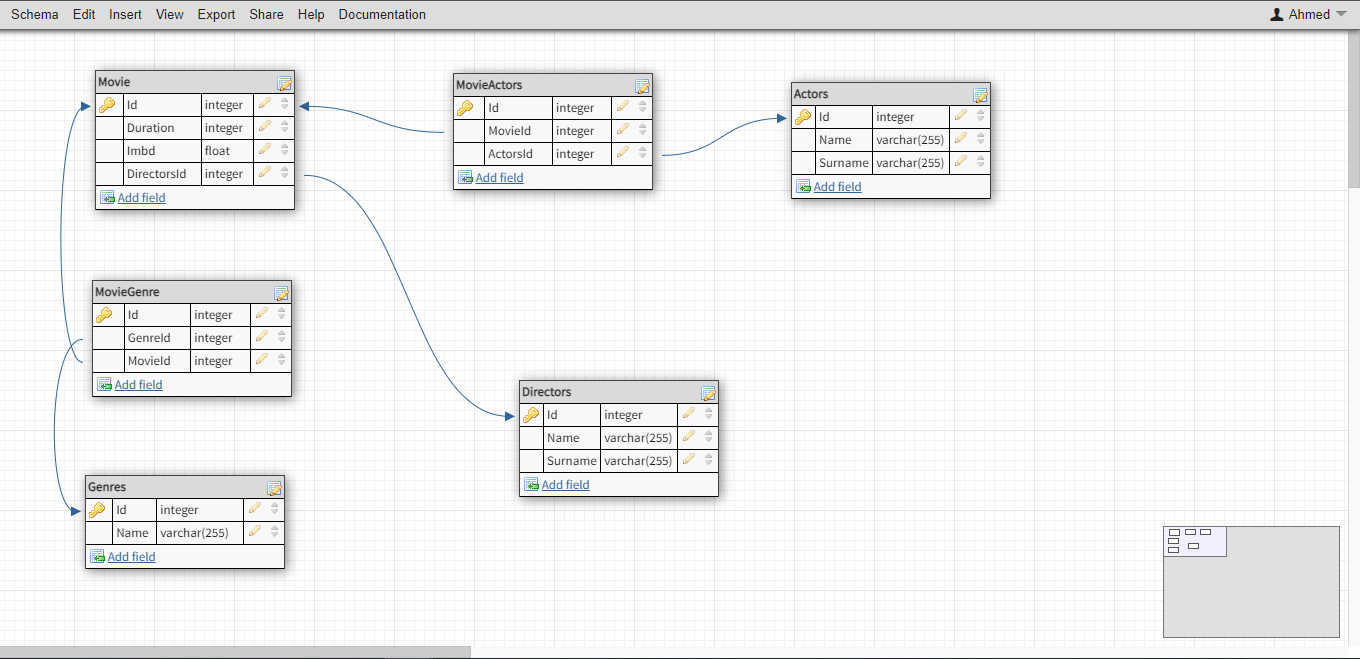 Schema Edit Insert View Export Share Help Documentation Ahmed
Movie
Id integer
Duration integer
Imbd float
DirectorsId integer
Add field
MovieActors
Id integer
MovieId integer
ActorsId integer
Add field
Actors
Id integer
Name varchar(255)
Surname varchar(255)
Add field
MovieGenre
Id integer
GenreId integer
MovieId integer
Add field
Directors
Id integer
Name varchar(255)
Surname varchar(255)
Add field
Genres
Id integer
Name varchar(255)
Add field